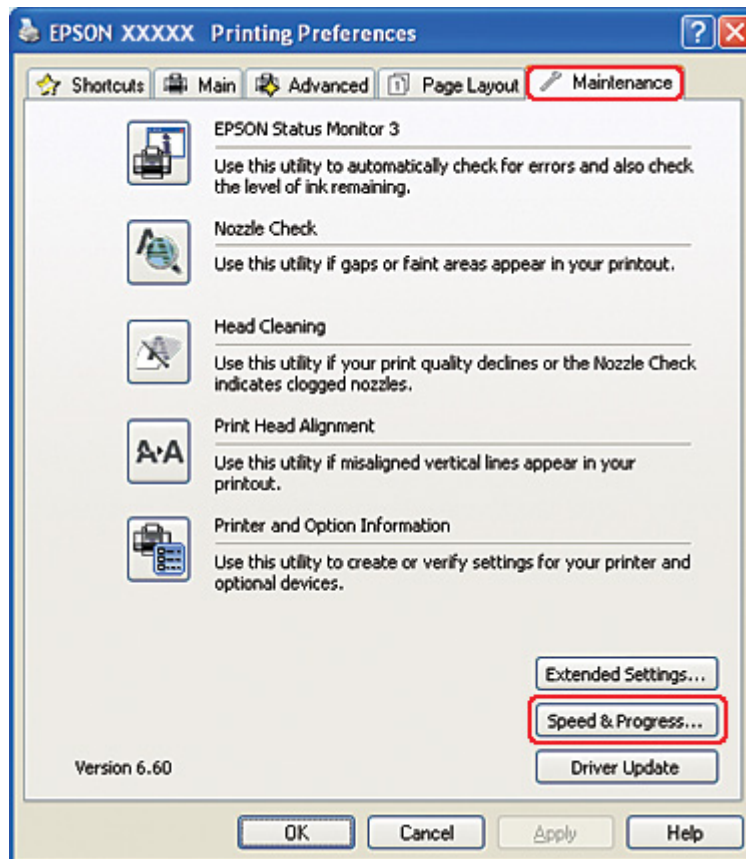 EPSON XXXXX Printing Preferences
Shortcuts Main Advanced Page Layout Maintenance
EPSON Status Monitor 3
Use this utility to automatically check for errors and also check
the level of ink remaining.
Nozzle Check
Use this utility if gaps or faint areas appear in your printout.
Head Cleaning
Use this utility if your print quality declines or the Nozzle Check
indicates clogged nozzles.
Print Head Alignment
A A
Use this utility if misaligned vertical lines appear in your
printout.
Printer and Option Information
Use this utility to create or verify settings for your printer and
optional devices.
Extended Settings...
Speed & Progress...
Version 6.60
Driver Update
OK Cancel Apply Help